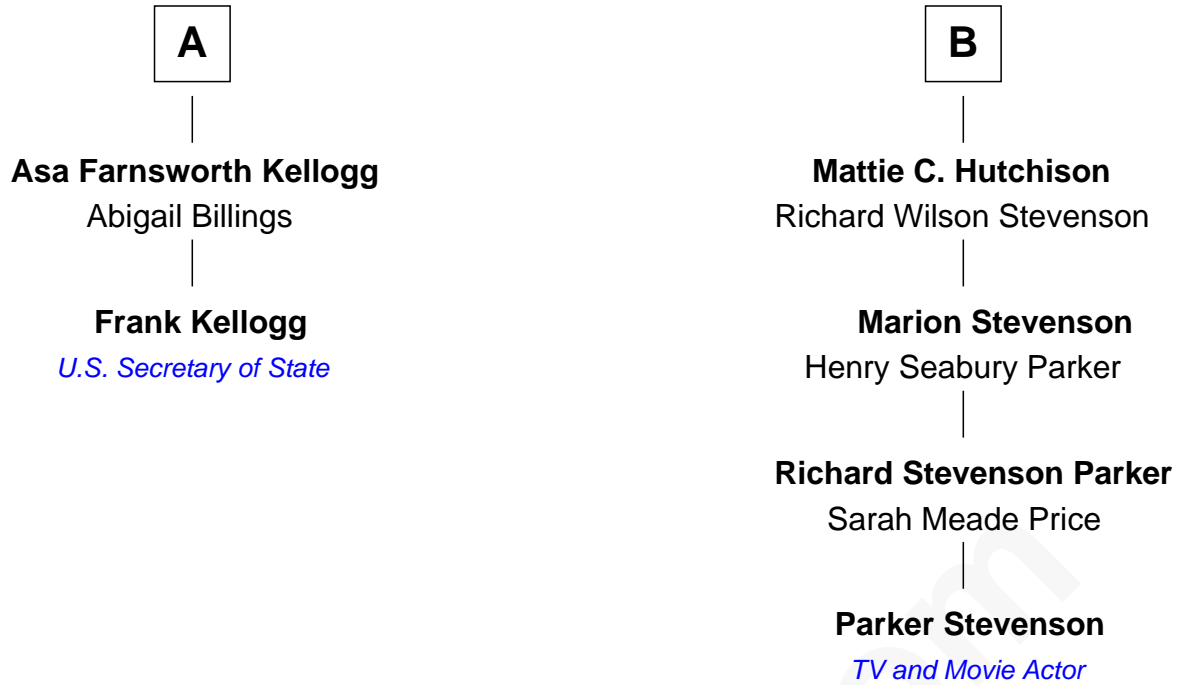 A
Asa Farnsworth Kellogg
Abigail Billings
Frank Kellogg
U.S. Secretary of State
B
Mattie C. Hutchison
Richard Wilson Stevenson
Marion Stevenson
Henry Seabury Parker
Richard Stevenson Parker
Sarah Meade Price
Parker Stevenson
TV and Movie Actor